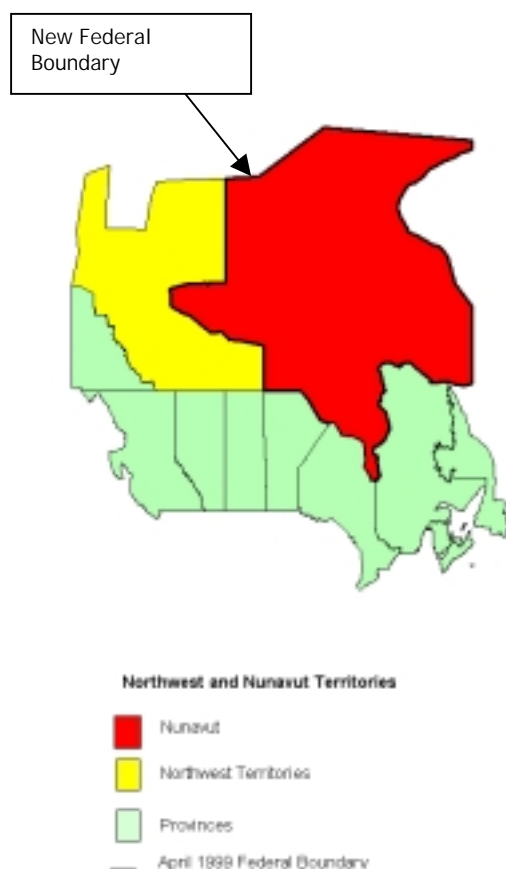 New Federal
Boundary
Northwest and Nunavut Territories
Nunavut
Northwest Territories
Provinces
April 1999 Federal Boundary